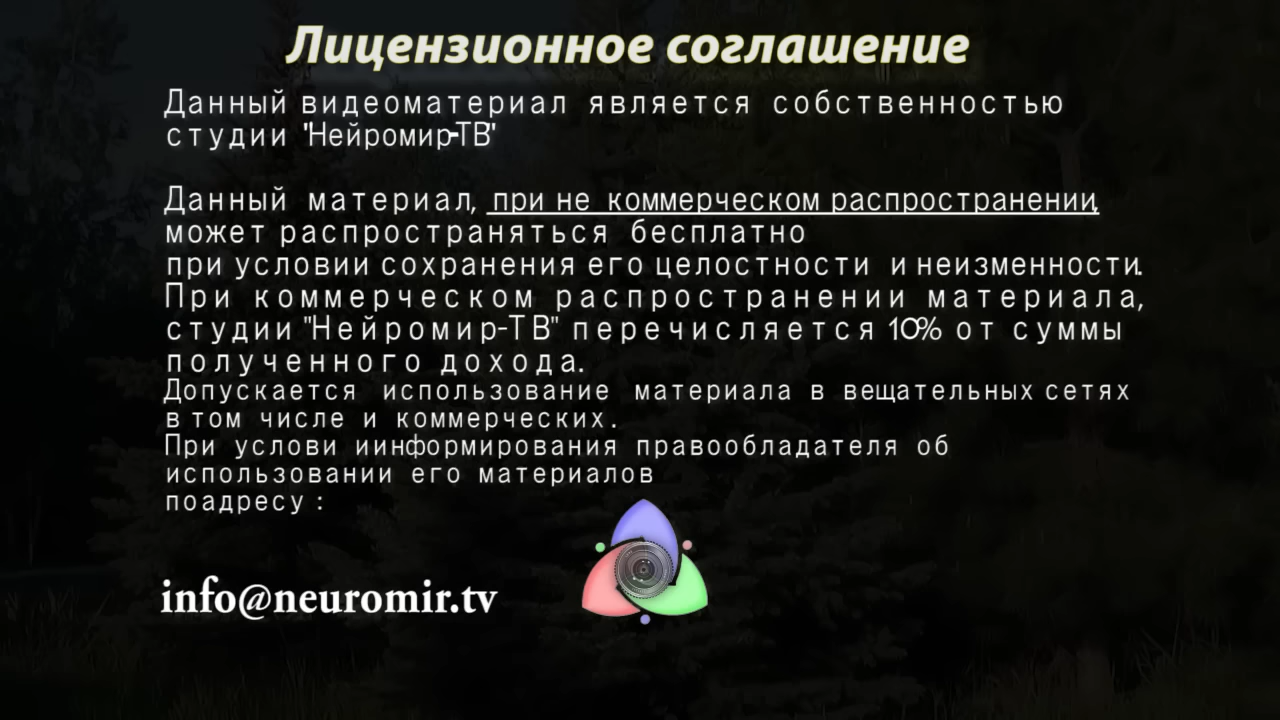 Лицензионное соглашение
Данный видеоматериал является собственностью
студии "Нейромир-ТВ"
Данный материал, при не коммерческом распространении,
может распространяться бесплатно
при условии сохранения его целостности и неизменности.
При коммерческом распространении материала,
студии "Нейромир-ТВ" перечисляется 10% от суммы
полученного дохода.
Допускается использование материала в вещательных сетях
в том числе и коммерческих.
При услови иинформирования правообладателя об
использовании его материалов
поадресу :
info@neuromir.tv